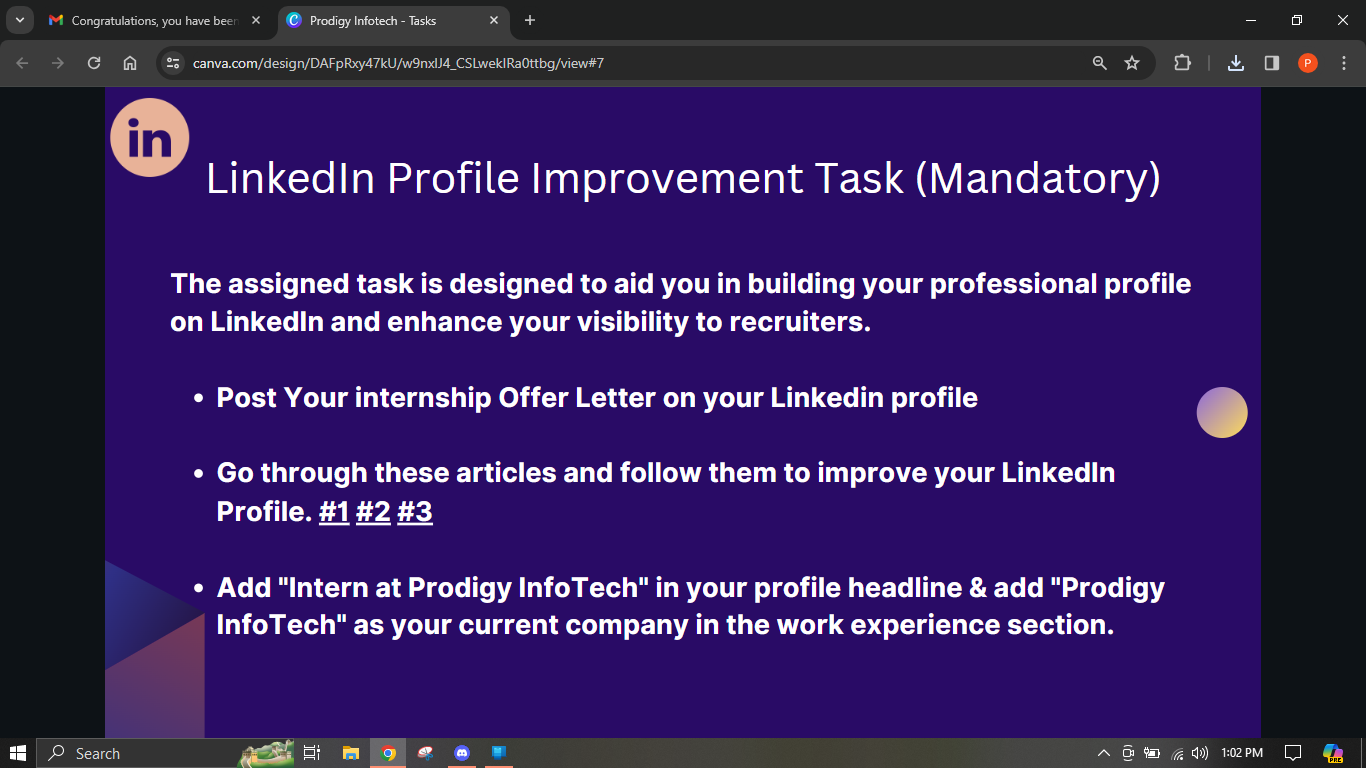 Congratulations, you have been
Prodigy Infotech - Tasks
canva.com/design/DAFpRxy47kU/w9nxIJ4_CSLweklRa0ttbg/view#7
P
in
LinkedIn Profile Improvement Task (Mandatory)
The assigned task is designed to aid you in building your professional profile
on LinkedIn and enhance your visibility to recruiters.
• Post Your internship Offer Letter on your Linkedin profile
• Go through these articles and follow them to improve your LinkedIn
Profile. #1 #2 #3
• Add "Intern at Prodigy InfoTech" in your profile headline & add "Prodigy
InfoTech" as your current company in the work experience section.
Search
1:02 PM
PRE